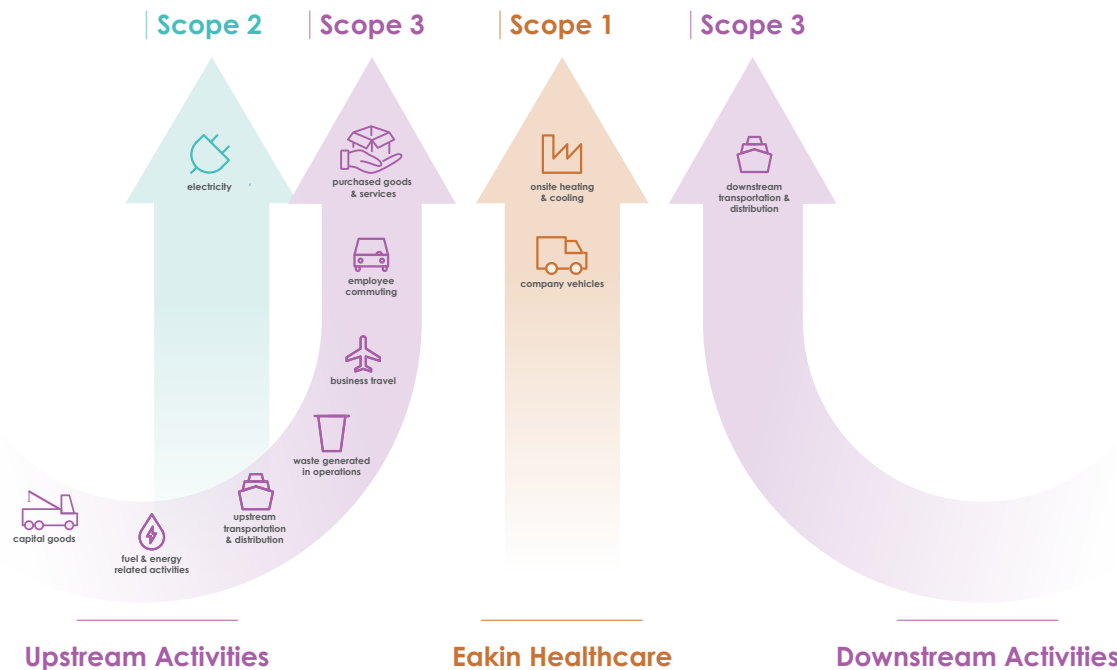 Scope 2
Scope 3
Scope 1
Scope 3
electricity
purchased goods
& services
onsite heating
& cooling
downstream
transportation &
distribution
employee
commuting
company vehicles
business travel
waste generated
in operations
upstream
transportation
& distribution
capital goods
fuel & energy
related activities
Upstream Activities
Eakin Healthcare
Downstream Activities